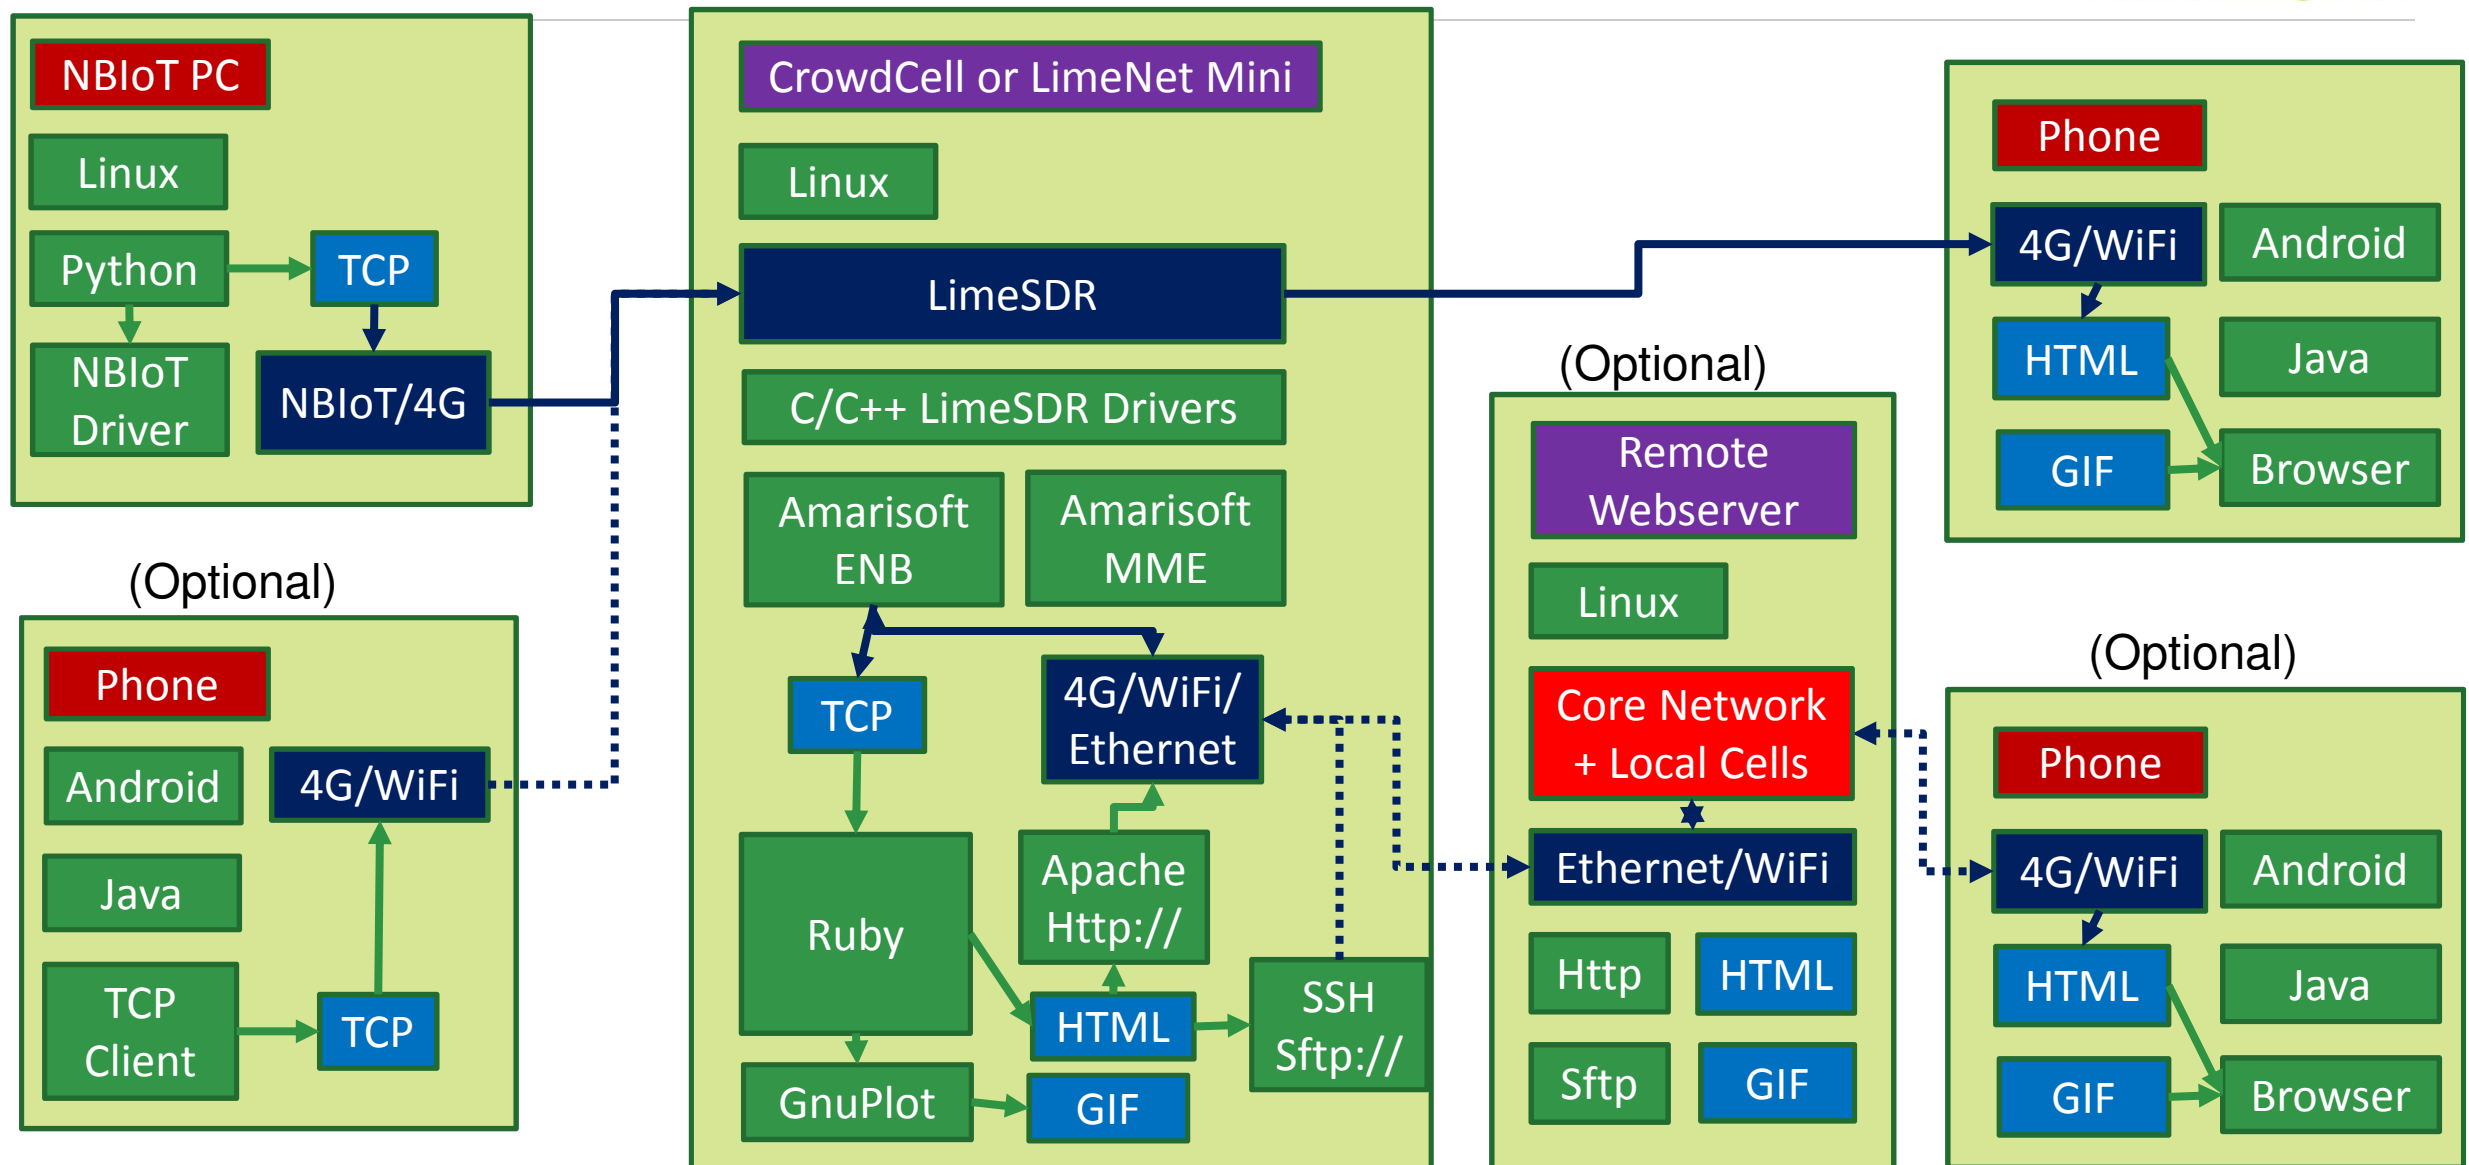 NBIoT PC
Linux
Python
TCP
NBIoT
Driver
NBIoT/4G
(Optional)
Phone
Android
4G/WiFi
Java
TCP
Client
TCP
CrowdCell or LimeNet Mini
Linux
LimeSDR
C/C++ LimeSDR Drivers
Amarisoft
ENB
Amarisoft
MME
TCP
4G/WiFi/
Ethernet
Ruby
Apache
Http://
HTML
SSH
Sftp://
GnuPlot
GIF
(Optional)
Remote
Webserver
Linux
Core Network
+ Local Cells
Ethernet/WiFi
Http
HTML
Sftp
GIF
Phone
4G/WiFi
Android
HTML
Java
GIF
Browser
(Optional)
Phone
4G/WiFi
Android
HTML
Java
GIF
Browser